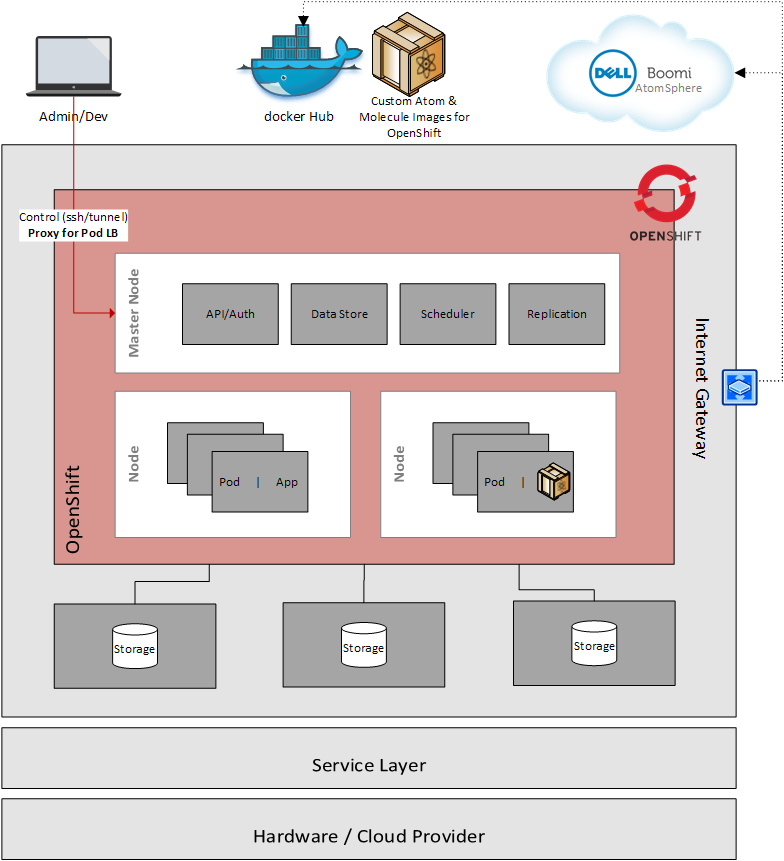 DELL
Boomi
AtomSphere
Admin/Dev
docker Hub
Custom Atom &
Molecule Images for
OpenShift
OPENSHIFT
Control (ssh/tunnel)
Proxy for Pod LB
Master Node
API/Auth
Data Store
Scheduler
Replication
Internet Gateway
OpenShift
Node
Pod | App
Node
Pod |
Storage
Storage
Storage
Service Layer
Hardware / Cloud Provider